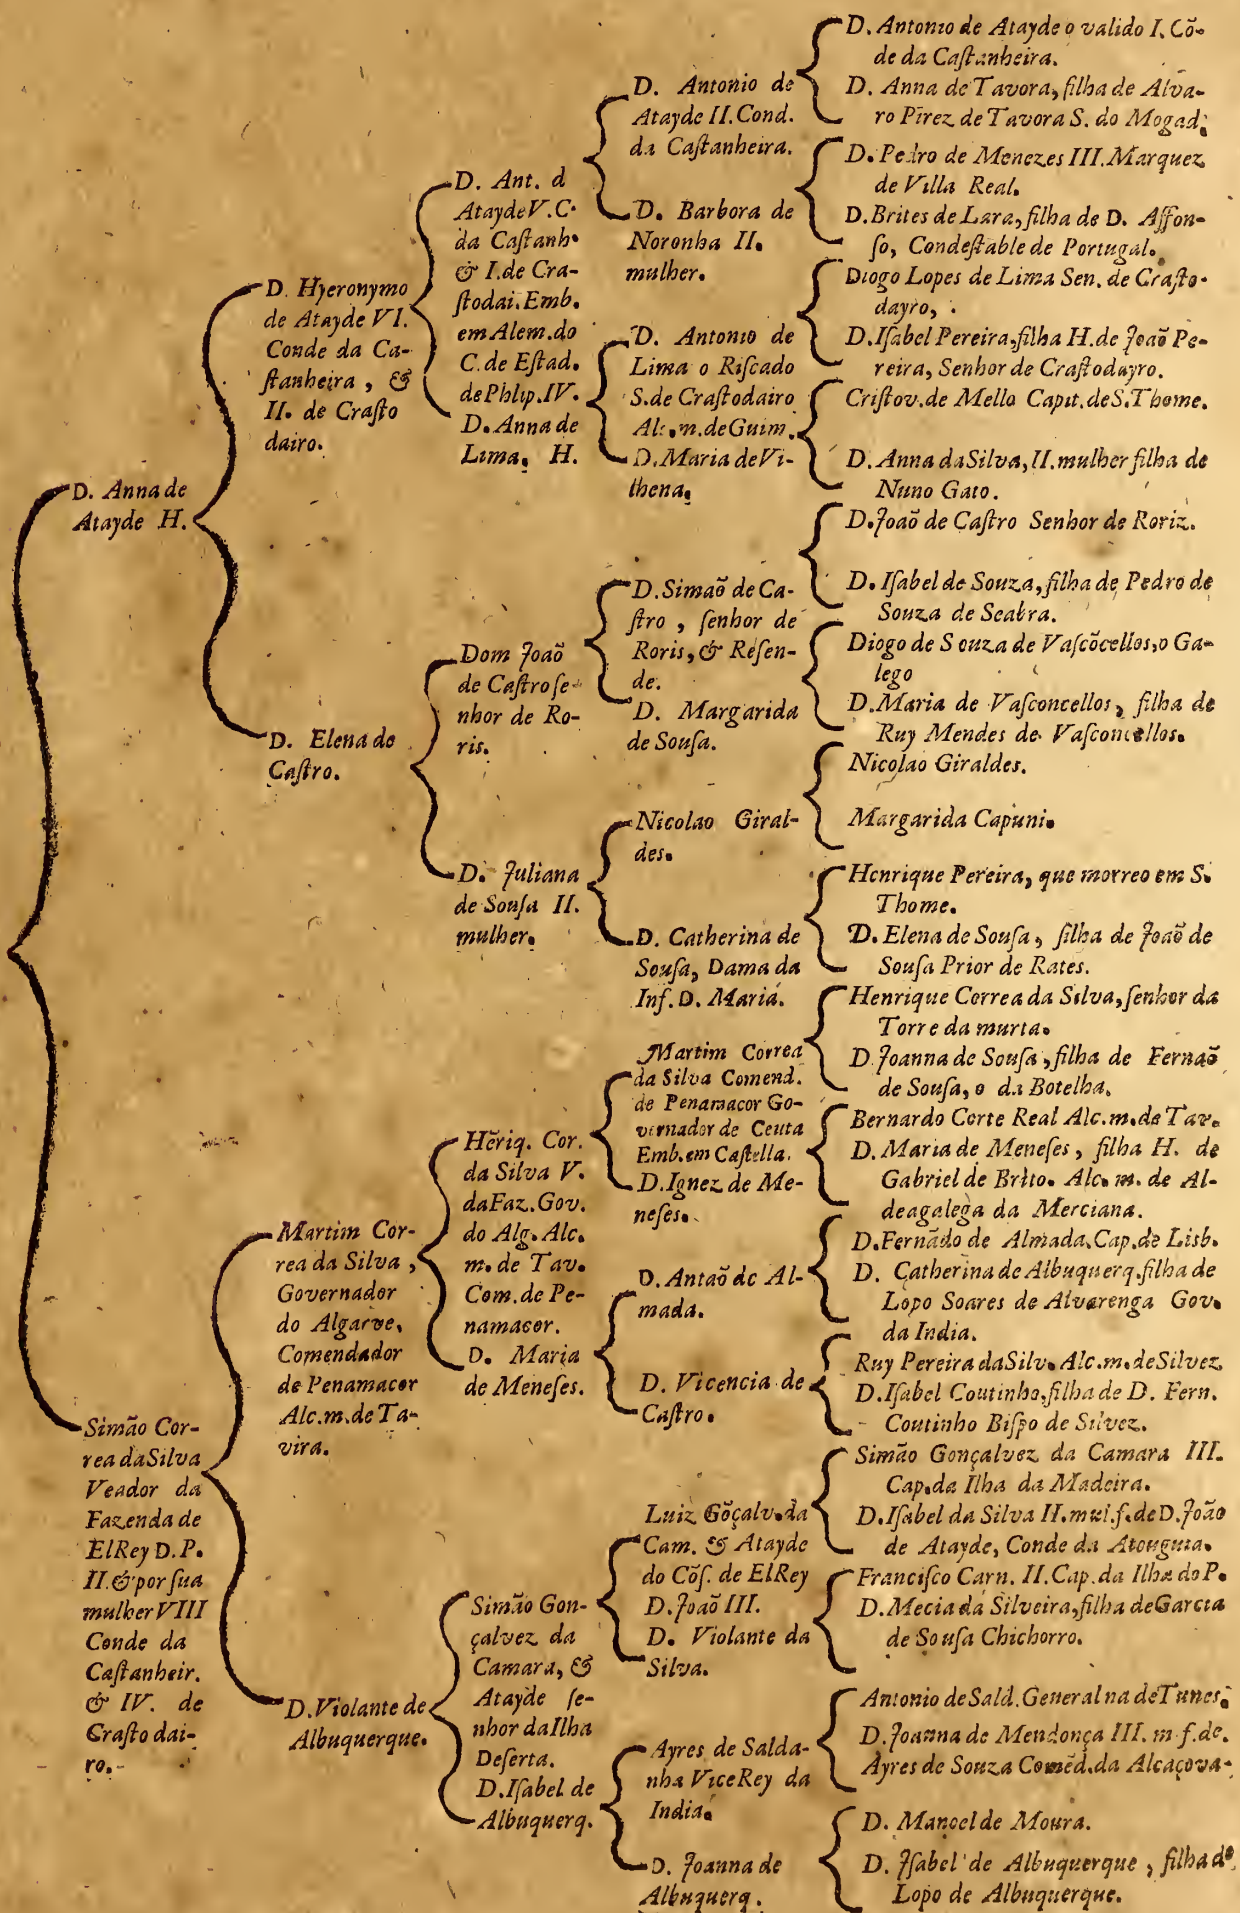 D. Anna de
Atayde H.
Simão Cor-
rea da Silva
Veador da
Fazenda de
ElRey D. P.
II. & por sua
mulher VIII
Conde da
Castanheir.
& IV. de
Crasto dai-
ro.
D. Hyeronymo
de Atayde VI.
Conde da Ca-
stanheira, &
II. de Crasto
dairo.
D. Elena de
Castro.
Martim Cor-
rea da Silva,
Governador
do Algarve,
Comendador
de Penamacor
Alc. m. de Ta-
vira.
D. Violante de
Albuquerque.
D. Ant. d
Atayde V. C.
da Castanh.
& I. de Cra-
stodai. Emb.
em Alem. do
C. de Estad.
de Phlip. IV.
D. Anna de
Lima, H.
Dom João
de Castro se-
nhor de Ro-
ris.
D. Juliana
de Sousa II.
mulher.
Hẽriq. Cor.
da Silva V.
da Faz. Gov.
do Alg. Alc.
m. de Tav.
Com. de Pe-
namacor.
D. Maria
de Meneses.
Simão Gon-
çalvez da
Camara, &
Atayde se-
nhor da Ilha
Deserta.
D. Isabel de
Albuquerq.
D. Antonio de
Atayde II. Cond.
da Castanheira.
D. Barbora de
Noronha II.
mulher.
D. Antonio de
Lima o Riscado
S. de Crastodairo
Alc. m. de Guim.
D. Maria de Vi-
lhena.
D. Simaõ de Ca-
stro, senhor de
Roris, & Resen-
de.
D. Margarida
de Sousa.
Nicolao Giral-
des.
D. Catherina de
Sousa, Dama da
Inf. D. Maria.
Martim Correa
da Silva Comend.
de Penamacor Go-
vernador de Ceuta
Emb. em Castella.
D. Ignez de Me-
neses.
D. Antaõ de Al-
mada.
D. Vicencia de
Castro.
Luiz Gõçalv. da
Cam. & Atayde
do Cõs. de ElRey
D. João III.
D. Violante da
Silva.
Ayres de Salda-
nha ViceRey da
India.
D. Joanna de
Albuquerq.
D. Antonio de Atayde o valido I. Cõ-
de da Castanheira.
D. Anna de Tavora, filha de Alva-
ro Pirez de Tavora S. do Mogad.
D. Pedro de Menezes III. Marquez
de Villa Real.
D. Brites de Lara, filha de D. Affon-
so, Condestable de Portugal.
Diogo Lopes de Lima Sen. de Crasto-
dayro, .
D. Isabel Pereira, filha H. de João Pe-
reira, Senhor de Crastodayro.
Cristov. de Mello Capit. de S. Thome.
D. Anna da Silva, II. mulher filha de
Nuno Gato.
D. Joaõ de Castro Senhor de Roriz.
D. Isabel de Souza, filha de Pedro de
Souza de Seabra.
Diogo de Souza de Vascõcellos, o Ga-
lego
D. Maria de Vasconcellos, filha de
Ruy Mendes de Vasconcellos.
Nicolao Giraldes.
Margarida Capuni.
Henrique Pereira, que morreo em S.
Thome.
D. Elena de Sousa, filha de Joaõ de
Sousa Prior de Rates.
Henrique Correa da Silva, senhor da
Torre da murta.
D. Joanna de Sousa, filha de Fernaõ
de Sousa, o da Botelha.
Bernardo Corte Real Alc. m. de Tav.
D. Maria de Meneses, filha H. de
Gabriel de Brito. Alc. m. de Al-
deagalega da Merciana.
D. Fernãdo de Almada, Cap. de Lisb.
D. Catherina de Albuquerq. filha de
Lopo Soares de Alvarenga Gov.
da India.
Ruy Pereira da Silv. Alc. m. de Silvez
D. Isabel Coutinho, filha de D. Fern.
Coutinho Bispo de Silvez.
Simão Gonçalvez da Camara III.
Cap. da Ilha da Madeira.
D. Isabel da Silva II. mul. f. de D. João
de Atayde, Conde da Atouguia.
Francisco Carn. II. Cap. da Ilha do P.
D. Mecia da Silveira, filha de Garcia
de Sousa Chichorro.
Antonio de Sald. General na de Tunes.
D. Joanna de Mendonça III. m. f. de.
Ayres de Souza Comẽd. da Alcaçova-
D. Manoel de Moura.
D. Isabel de Albuquerque, filha de
Lopo de Albuquerque.